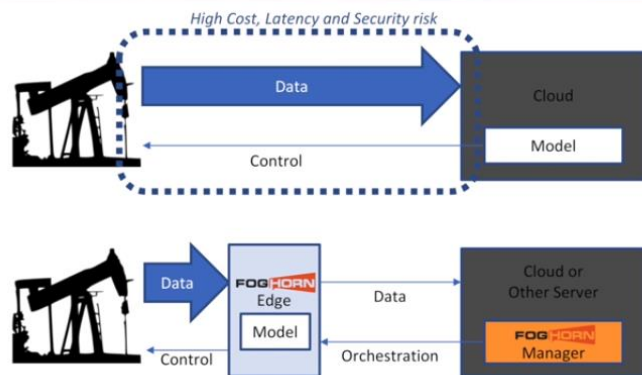 High Cost, Latency and Security risk
Data
Cloud
Model
Control
Data
FOGHORN
Edge
Model
Control
Data
Orchestration
Cloud or
Other Server
FOGHORN
Manager